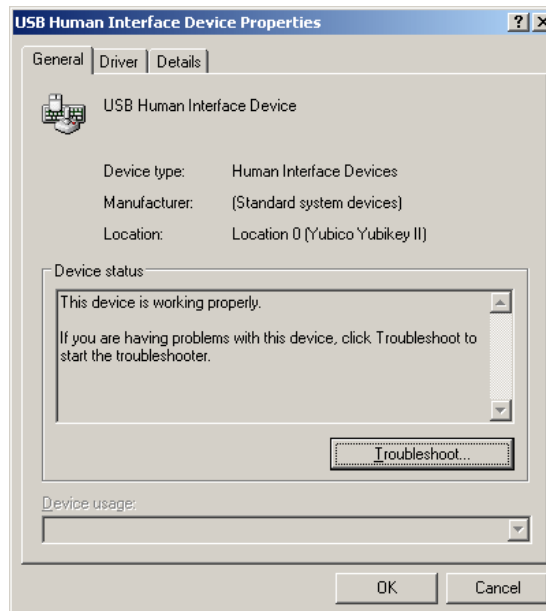 USB Human Interface Device Properties
General Driver Details
USB Human Interface Device
Device type: Human Interface Devices
Manufacturer: (Standard system devices)
Location: Location 0 (Yubico Yubikey II)
Device status
This device is working properly.
If you are having problems with this device, click Troubleshoot to
start the troubleshooter.
Troubleshoot...
Device usage:
OK Cancel